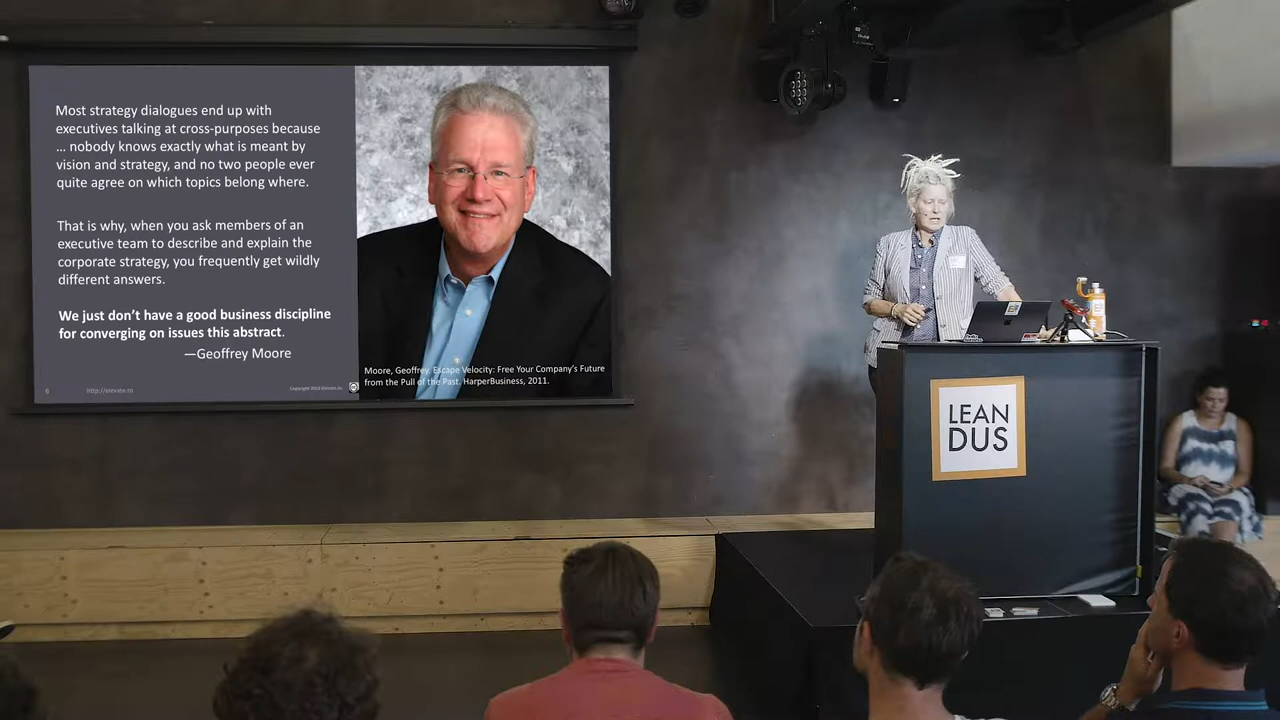 Most strategy dialogues end up with
executives talking at cross-purposes because
... nobody knows exactly what is meant by
vision and strategy, and no two people ever
quite agree on which topics belong where.
That is why, when you ask members of an
executive team to describe and explain the
corporate strategy, you frequently get wildly
different answers.
We just don't have a good business discipline
for converging on issues this abstract.
—Geoffrey Moore
Moore, Geoffrey. Escape Velocity: Free Your Company's Future
from the Pull of the Past. HarperBusiness, 2011.
6
LEAN
DUS